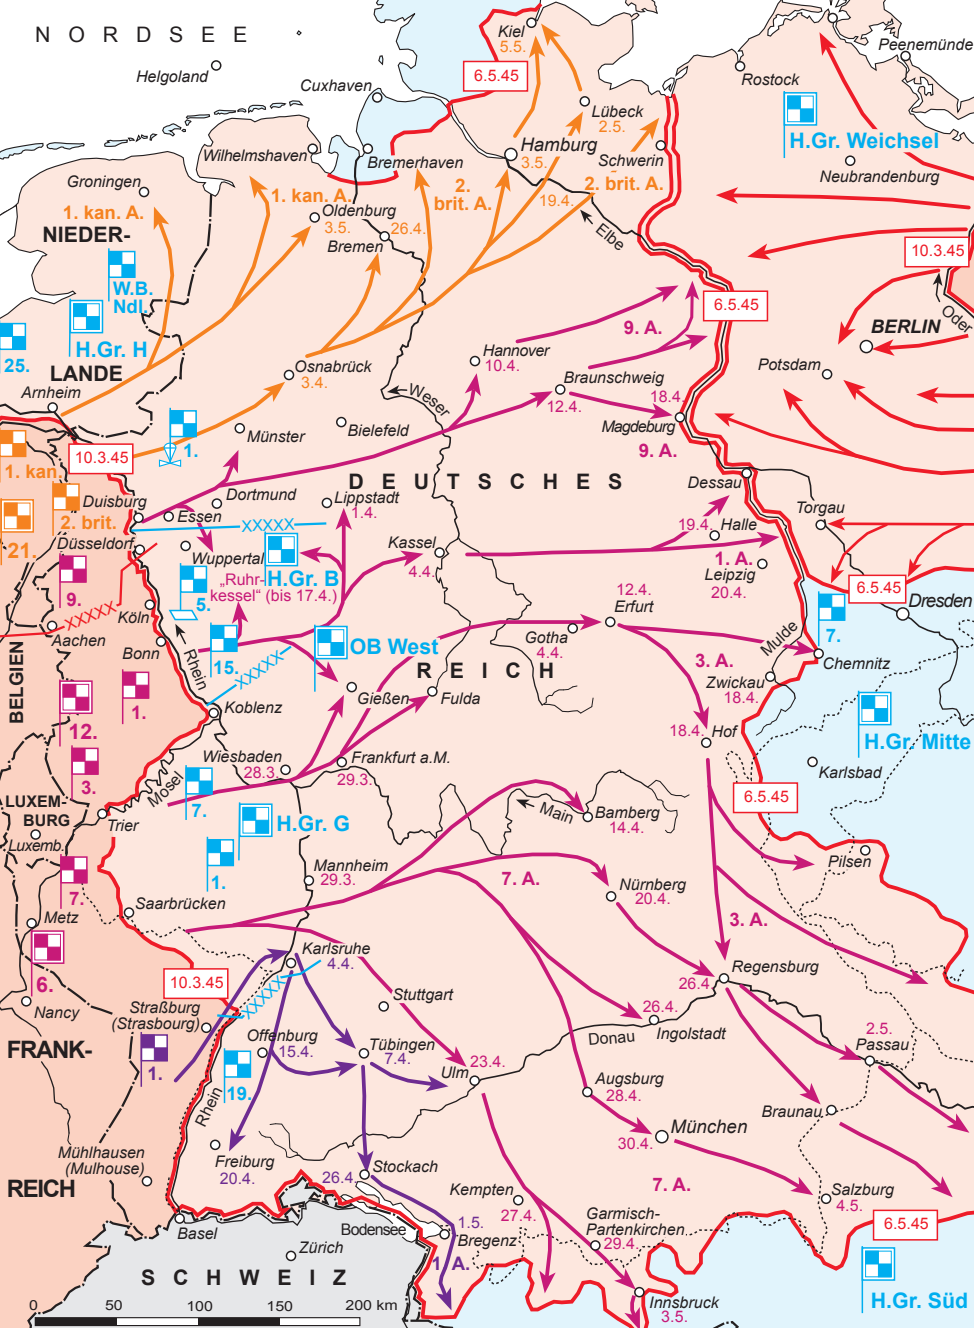 NORDSEE
Helgoland
Cuxhaven
Kiel
5.5.
6.5.45
Lübeck
2.5.
Rostock
Peenemünde
H.Gr. Weichsel
Neubrandenburg
Wilhelmshaven
Bremerhaven
Hamburg
3.5.
Schwerin
Groningen
1. kan. A.
1. kan. A.
2.
brit. A.
2. brit. A.
19.4.
Oldenburg
3.5.
26.4.
Bremen
Elbe
NIEDER-
LANDE
W.B.
Ndl.
H.Gr. H
25.
Arnheim
10.3.45
6.5.45
Oder
BERLIN
Potsdam
9. A.
Hannover
10.4.
Osnabrück
3.4.
Braunschweig
12.4.
18.4.
Magdeburg
9. A.
Weser
Münster
Bielefeld
1.
10.3.45
1. kan.
2. brit.
21.
DEUTSCHES
REICH
Dessau
Torgau
Duisburg
Essen
Dortmund
Lippstadt
1.4.
XXXXX
Düsseldorf
Wuppertal
H.Gr. B
„Ruhr-
kessel“ (bis 17.4.)
Kassel
4.4.
19.4.
Halle
1. A.
Leipzig
20.4.
6.5.45
Dresden
9.
XXXXX
5.
Köln
Aachen
Bonn
Rhein
15.
XXXXX
OB West
12.4.
Erfurt
Gotha
4.4.
Mulde
7.
Chemnitz
3. A.
Zwickau
18.4.
BELGIEN
12.
1.
Koblenz
Gießen
Fulda
18.4.
Hof
H.Gr. Mitte
Karlsbad
3.
Wiesbaden
28.3.
Frankfurt a.M.
29.3.
6.5.45
LUXEM-
BURG
Luxemb.
Mosel
Trier
7.
H.Gr. G
1.
Main
Bamberg
14.4.
Pilsen
7.
Mannheim
29.3.
7. A.
Nürnberg
20.4.
Saarbrücken
Metz
6.
3. A.
Karlsruhe
4.4.
Regensburg
26.4.
10.3.45
XXXXX
Nancy
Straßburg
(Strasbourg)
Stuttgart
26.4.
Ingolstadt
Donau
FRANK-
REICH
1.
Offenburg
15.4.
Tübingen
7.4.
23.4.
Ulm
2.5.
Passau
19.
Rhein
Augsburg
28.4.
Braunau
München
30.4.
Mühlhausen
(Mulhouse)
Freiburg
20.4.
26.4.
Stockach
7. A.
Salzburg
4.5.
Kempten
27.4.
Garmisch-
Partenkirchen
29.4.
6.5.45
Basel
Bodensee
1.5.
Bregenz
1. A.
Zürich
SCHWEIZ
H.Gr. Süd
Innsbruck
3.5.
0 50 100 150 200 km